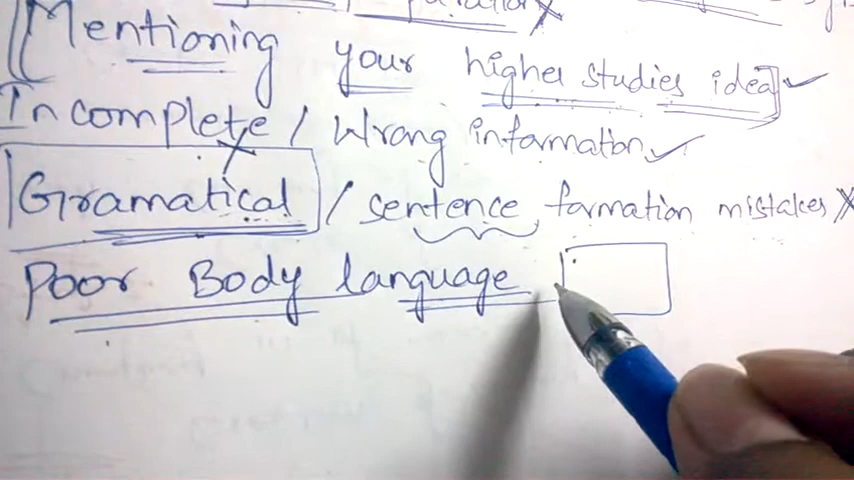 Mentioning your higher studies idea
Incomplete / Wrong information
Gramatical / sentence formation mistakes
Poor Body language